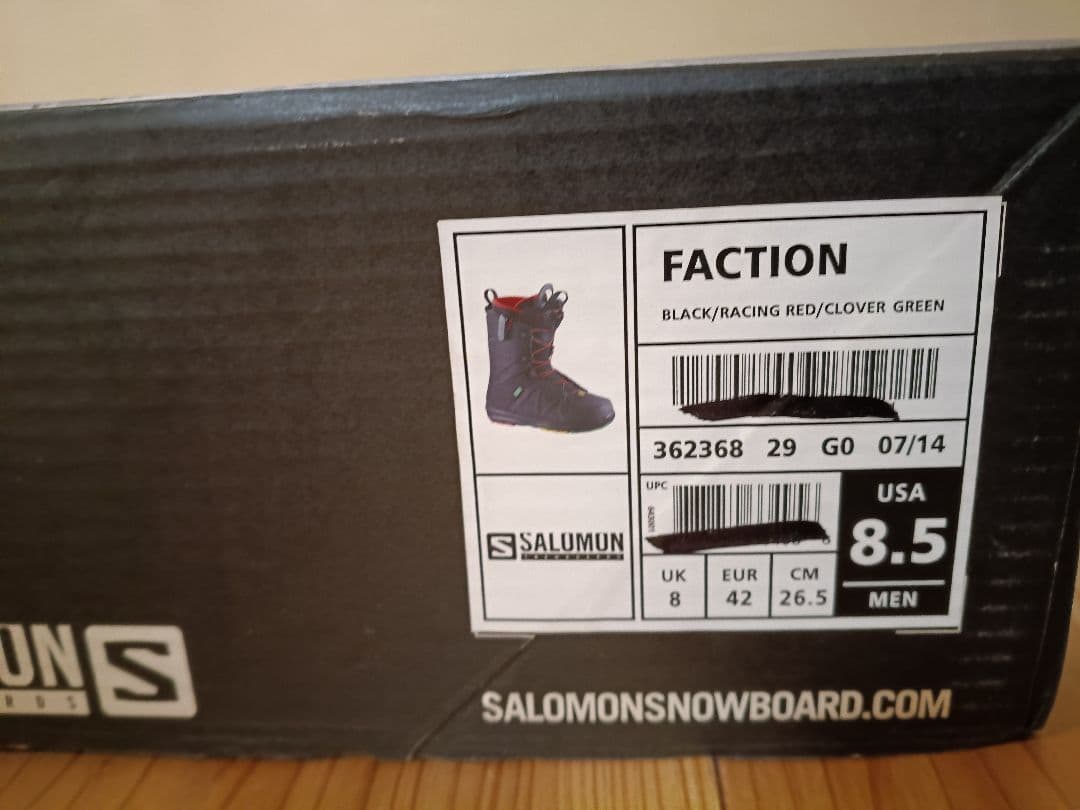 FACTION
BLACK/RACING RED/CLOVER GREEN
362368 29 G0 07/14
UPC
USA
8.5
MEN
UK
8
EUR
42
CM
26.5
SALOMON
SALOMONSNOWBOARD.COM